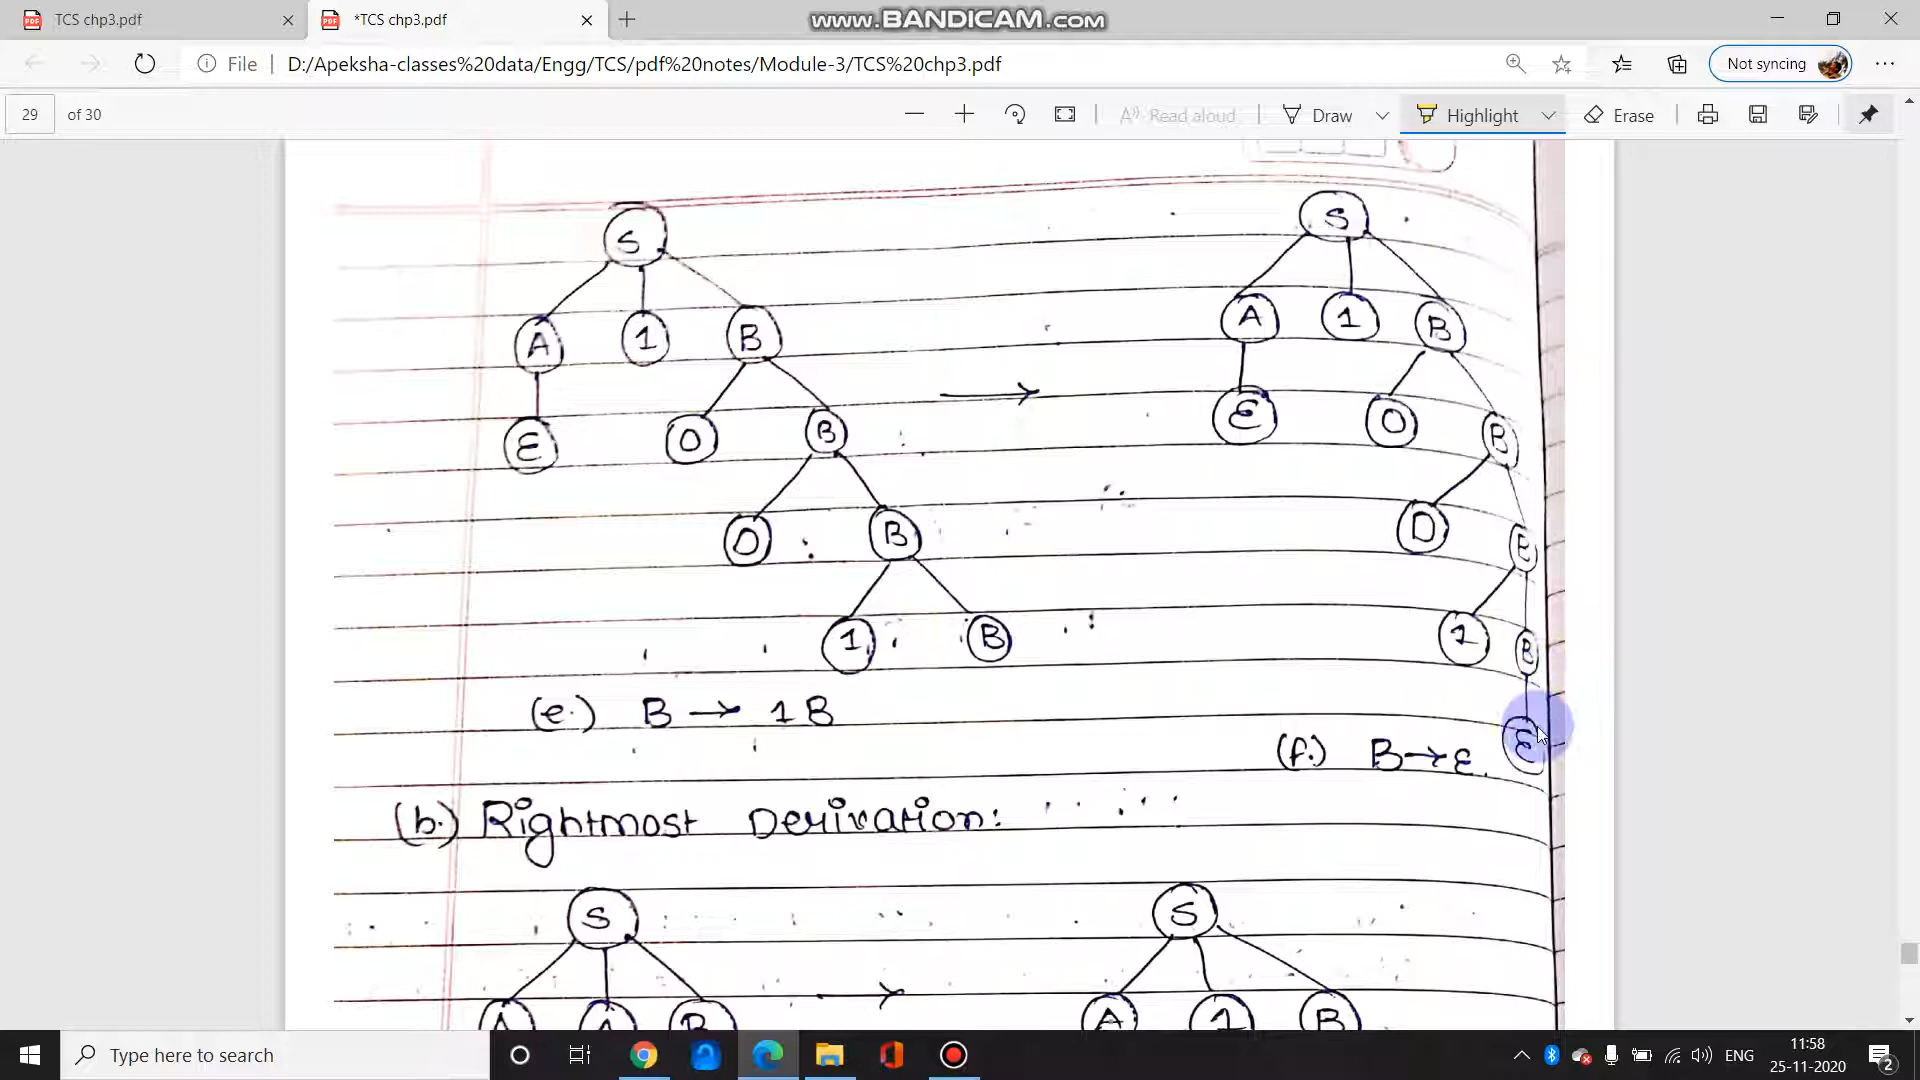 TCS chp3.pdf
*TCS chp3.pdf
www.BANDICAM.com
File
D:/Apeksha-classes%20data/Engg/TCS/pdf%20notes/Module-3/TCS%20chp3.pdf
Not syncing
29 of 30
Read aloud
Draw
Highlight
Erase
S S
A 1 B A 1 B
ε 0 B ε 0 B
0 B 0 B
1 B 1 B
(e.) B → 1B
ε
(f.) B→ε.
(b.) Rightmost Derivation:
S S
A 1 B A 1 B
Type here to search
ENG
11:58
25-11-2020
2